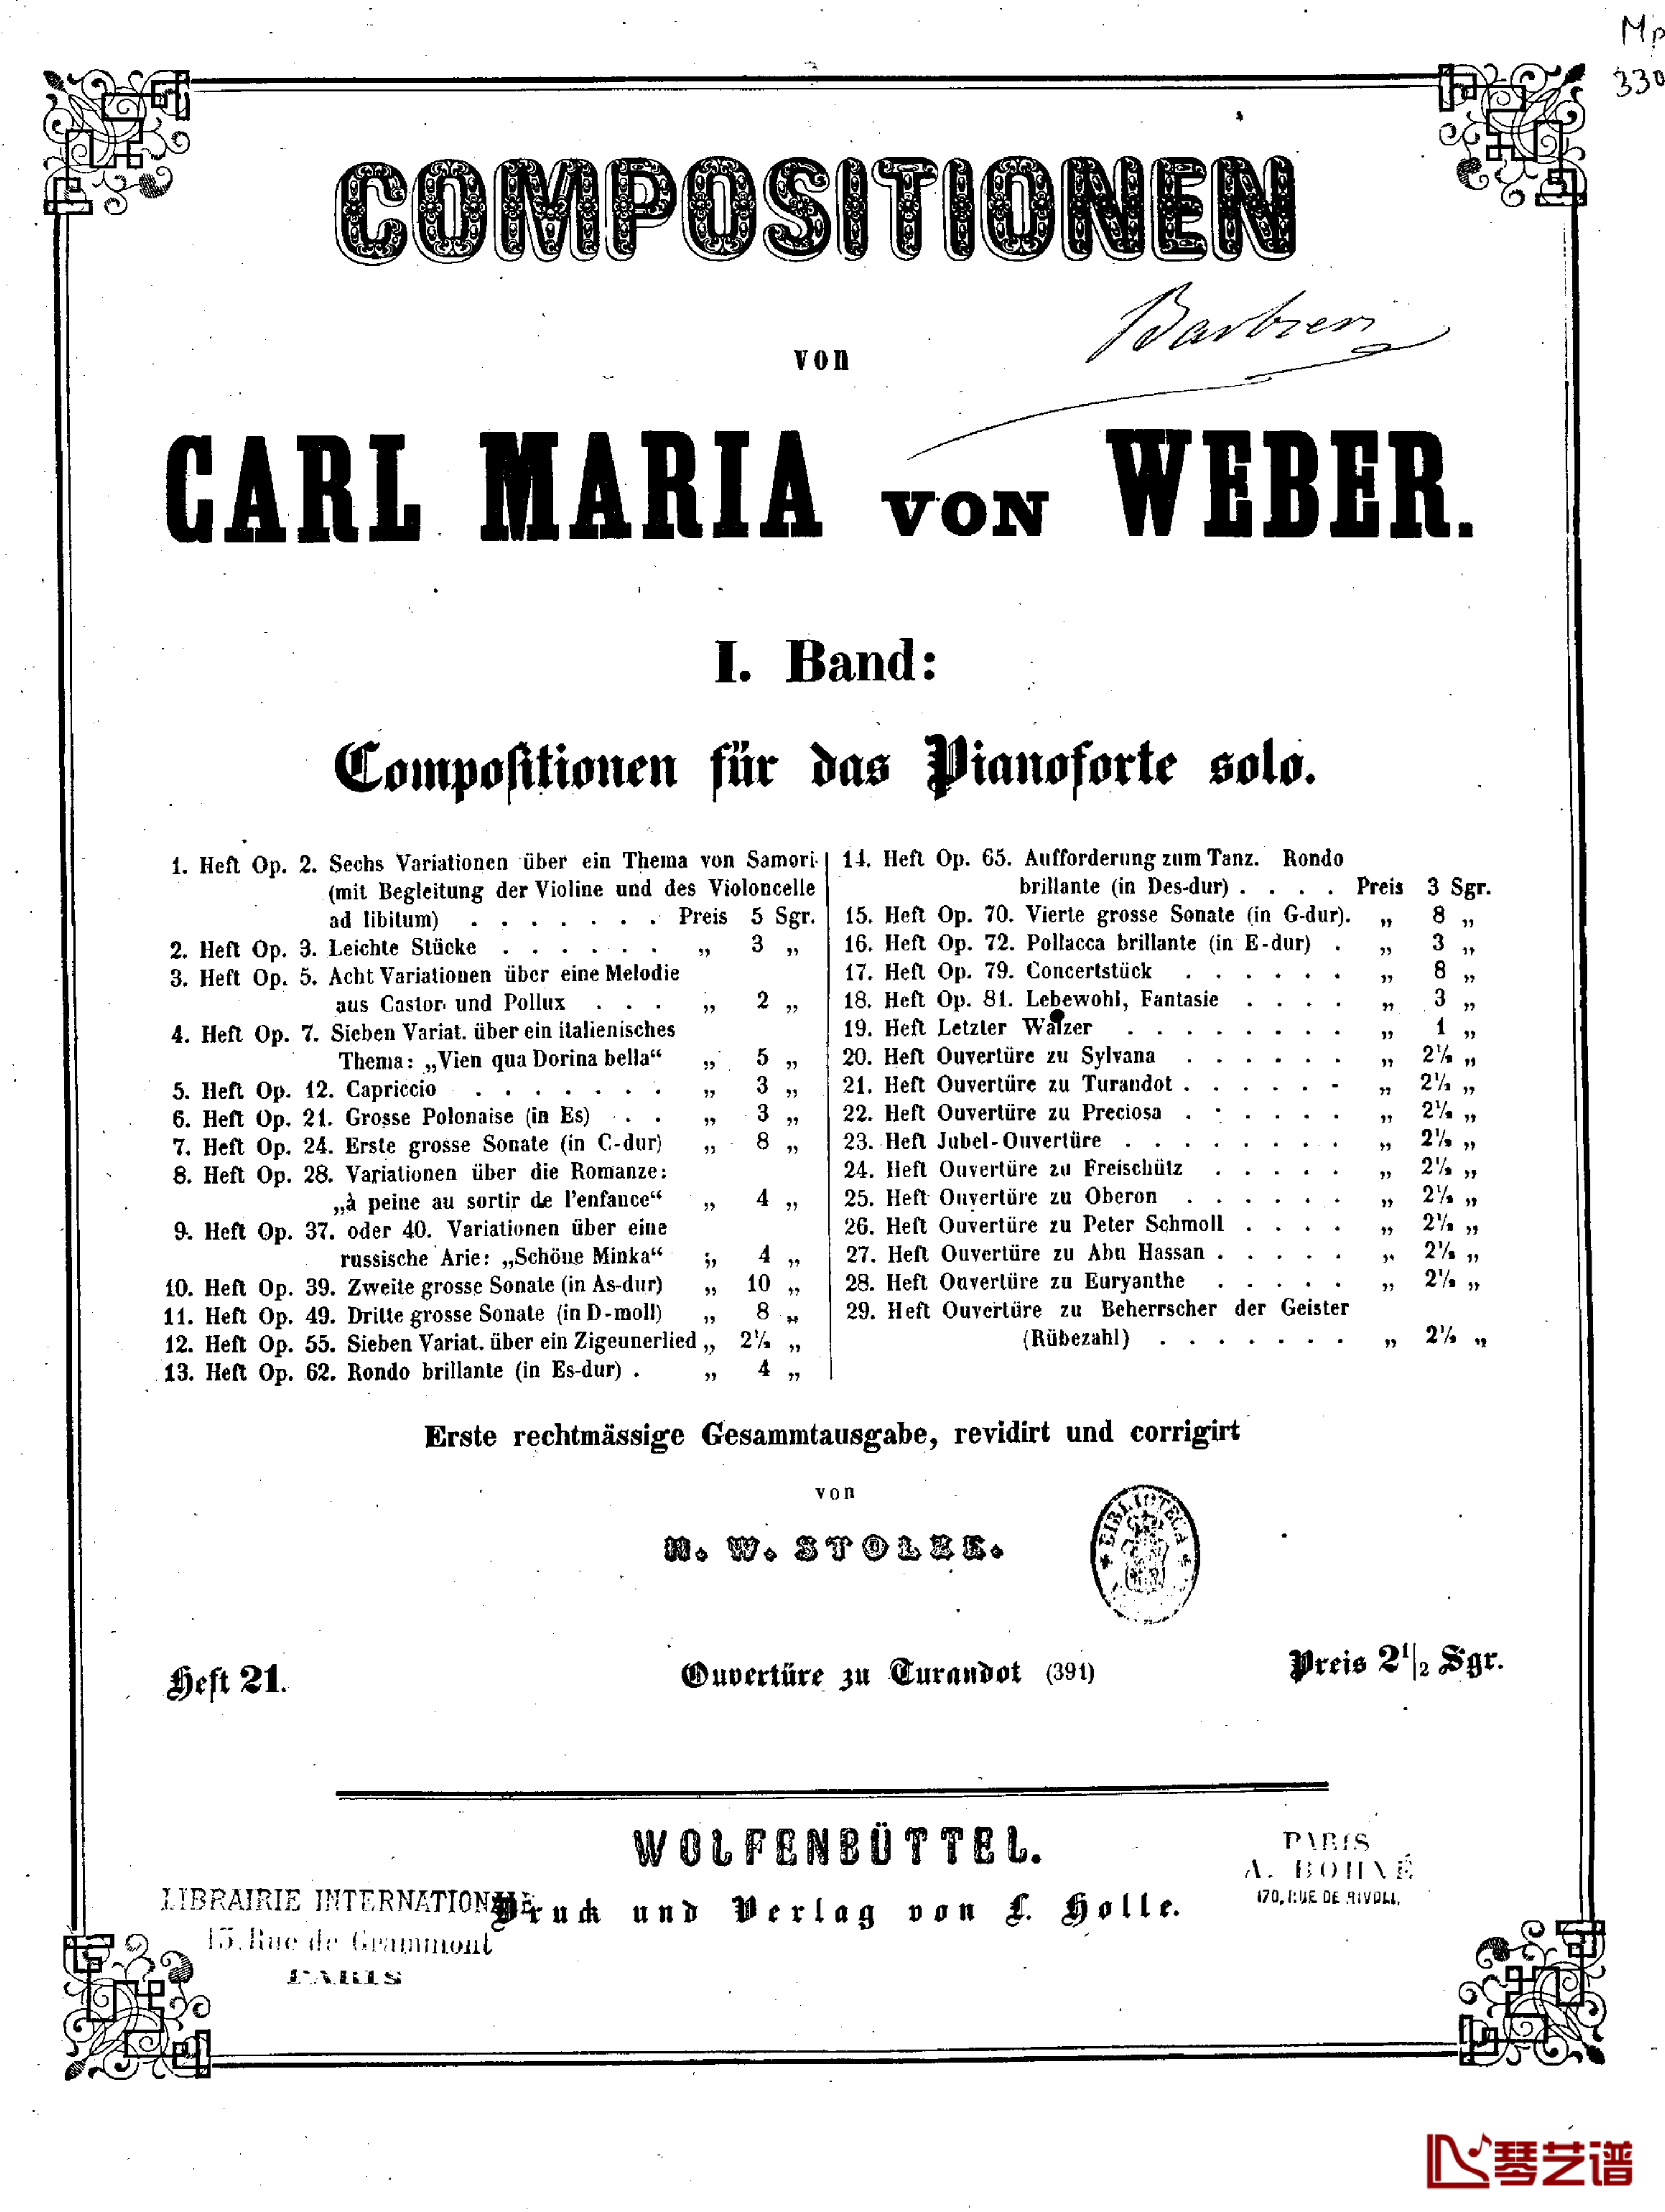 Mp
330
COMPOSITIONEN
Barbieri
von
CARL MARIA VON WEBER.
I. Band:
Compositionen für das Pianoforte solo.
1. Heft Op. 2. Sechs Variationen über ein Thema von Samori
(mit Begleitung der Violine und des Violoncelle
ad libitum) . . . . . . . Preis 5 Sgr.
2. Heft Op. 3. Leichte Stücke . . . . . . „ 3 „
3. Heft Op. 5. Acht Variationen über eine Melodie
aus Castor und Pollux . . . „ 2 „
4. Heft Op. 7. Sieben Variat. über ein italienisches
Thema: „Vien qua Dorina bella“ „ 5 „
5. Heft Op. 12. Capriccio . . . . . . . „ 3 „
6. Heft Op. 21. Grosse Polonaise (in Es) . . „ 3 „
7. Heft Op. 24. Erste grosse Sonate (in C-dur) „ 8 „
8. Heft Op. 28. Variationen über die Romanze:
„à peine au sortir de l'enfance“ „ 4 „
9. Heft Op. 37. oder 40. Variationen über eine
russische Arie: „Schöne Minka“ „ 4 „
10. Heft Op. 39. Zweite grosse Sonate (in As-dur) „ 10 „
11. Heft Op. 49. Dritte grosse Sonate (in D-moll) „ 8 „
12. Heft Op. 55. Sieben Variat. über ein Zigeunerlied „ 2½ „
13. Heft Op. 62. Rondo brillante (in Es-dur) . „ 4 „
14. Heft Op. 65. Aufforderung zum Tanz. Rondo
brillante (in Des-dur) . . . . Preis 3 Sgr.
15. Heft Op. 70. Vierte grosse Sonate (in G-dur). „ 8 „
16. Heft Op. 72. Pollacca brillante (in E-dur) . „ 3 „
17. Heft Op. 79. Concertstück . . . . . . „ 8 „
18. Heft Op. 81. Lebewohl, Fantasie . . . . „ 3 „
19. Heft Letzter Walzer . . . . . . . . „ 1 „
20. Heft Ouvertüre zu Sylvana . . . . . . „ 2½ „
21. Heft Ouvertüre zu Turandot . . . . . . „ 2½ „
22. Heft Ouvertüre zu Preciosa . . . . . . „ 2½ „
23. Heft Jubel-Ouvertüre . . . . . . . . „ 2½ „
24. Heft Ouvertüre zu Freischütz . . . . . „ 2½ „
25. Heft Ouvertüre zu Oberon . . . . . . „ 2½ „
26. Heft Ouvertüre zu Peter Schmoll . . . . „ 2½ „
27. Heft Ouvertüre zu Abu Hassan . . . . . „ 2½ „
28. Heft Ouvertüre zu Euryanthe . . . . . „ 2½ „
29. Heft Ouvertüre zu Beherrscher der Geister
(Rübezahl) . . . . . . . „ 2½ „
Erste rechtmässige Gesammtausgabe, revidirt und corrigirt
von
H. W. STOLZE.
BIBLIOTECA
Heft 21.
Ouvertüre zu Turandot (391)
Preis 2½ Sgr.
WOLFENBÜTTEL.
Druck und Verlag von L. Holle.
LIBRAIRIE INTERNATIONALE
15. Rue de Grammont
PARIS
PARIS
A. BOHNÉ
170, RUE DE RIVOLI.
琴艺谱